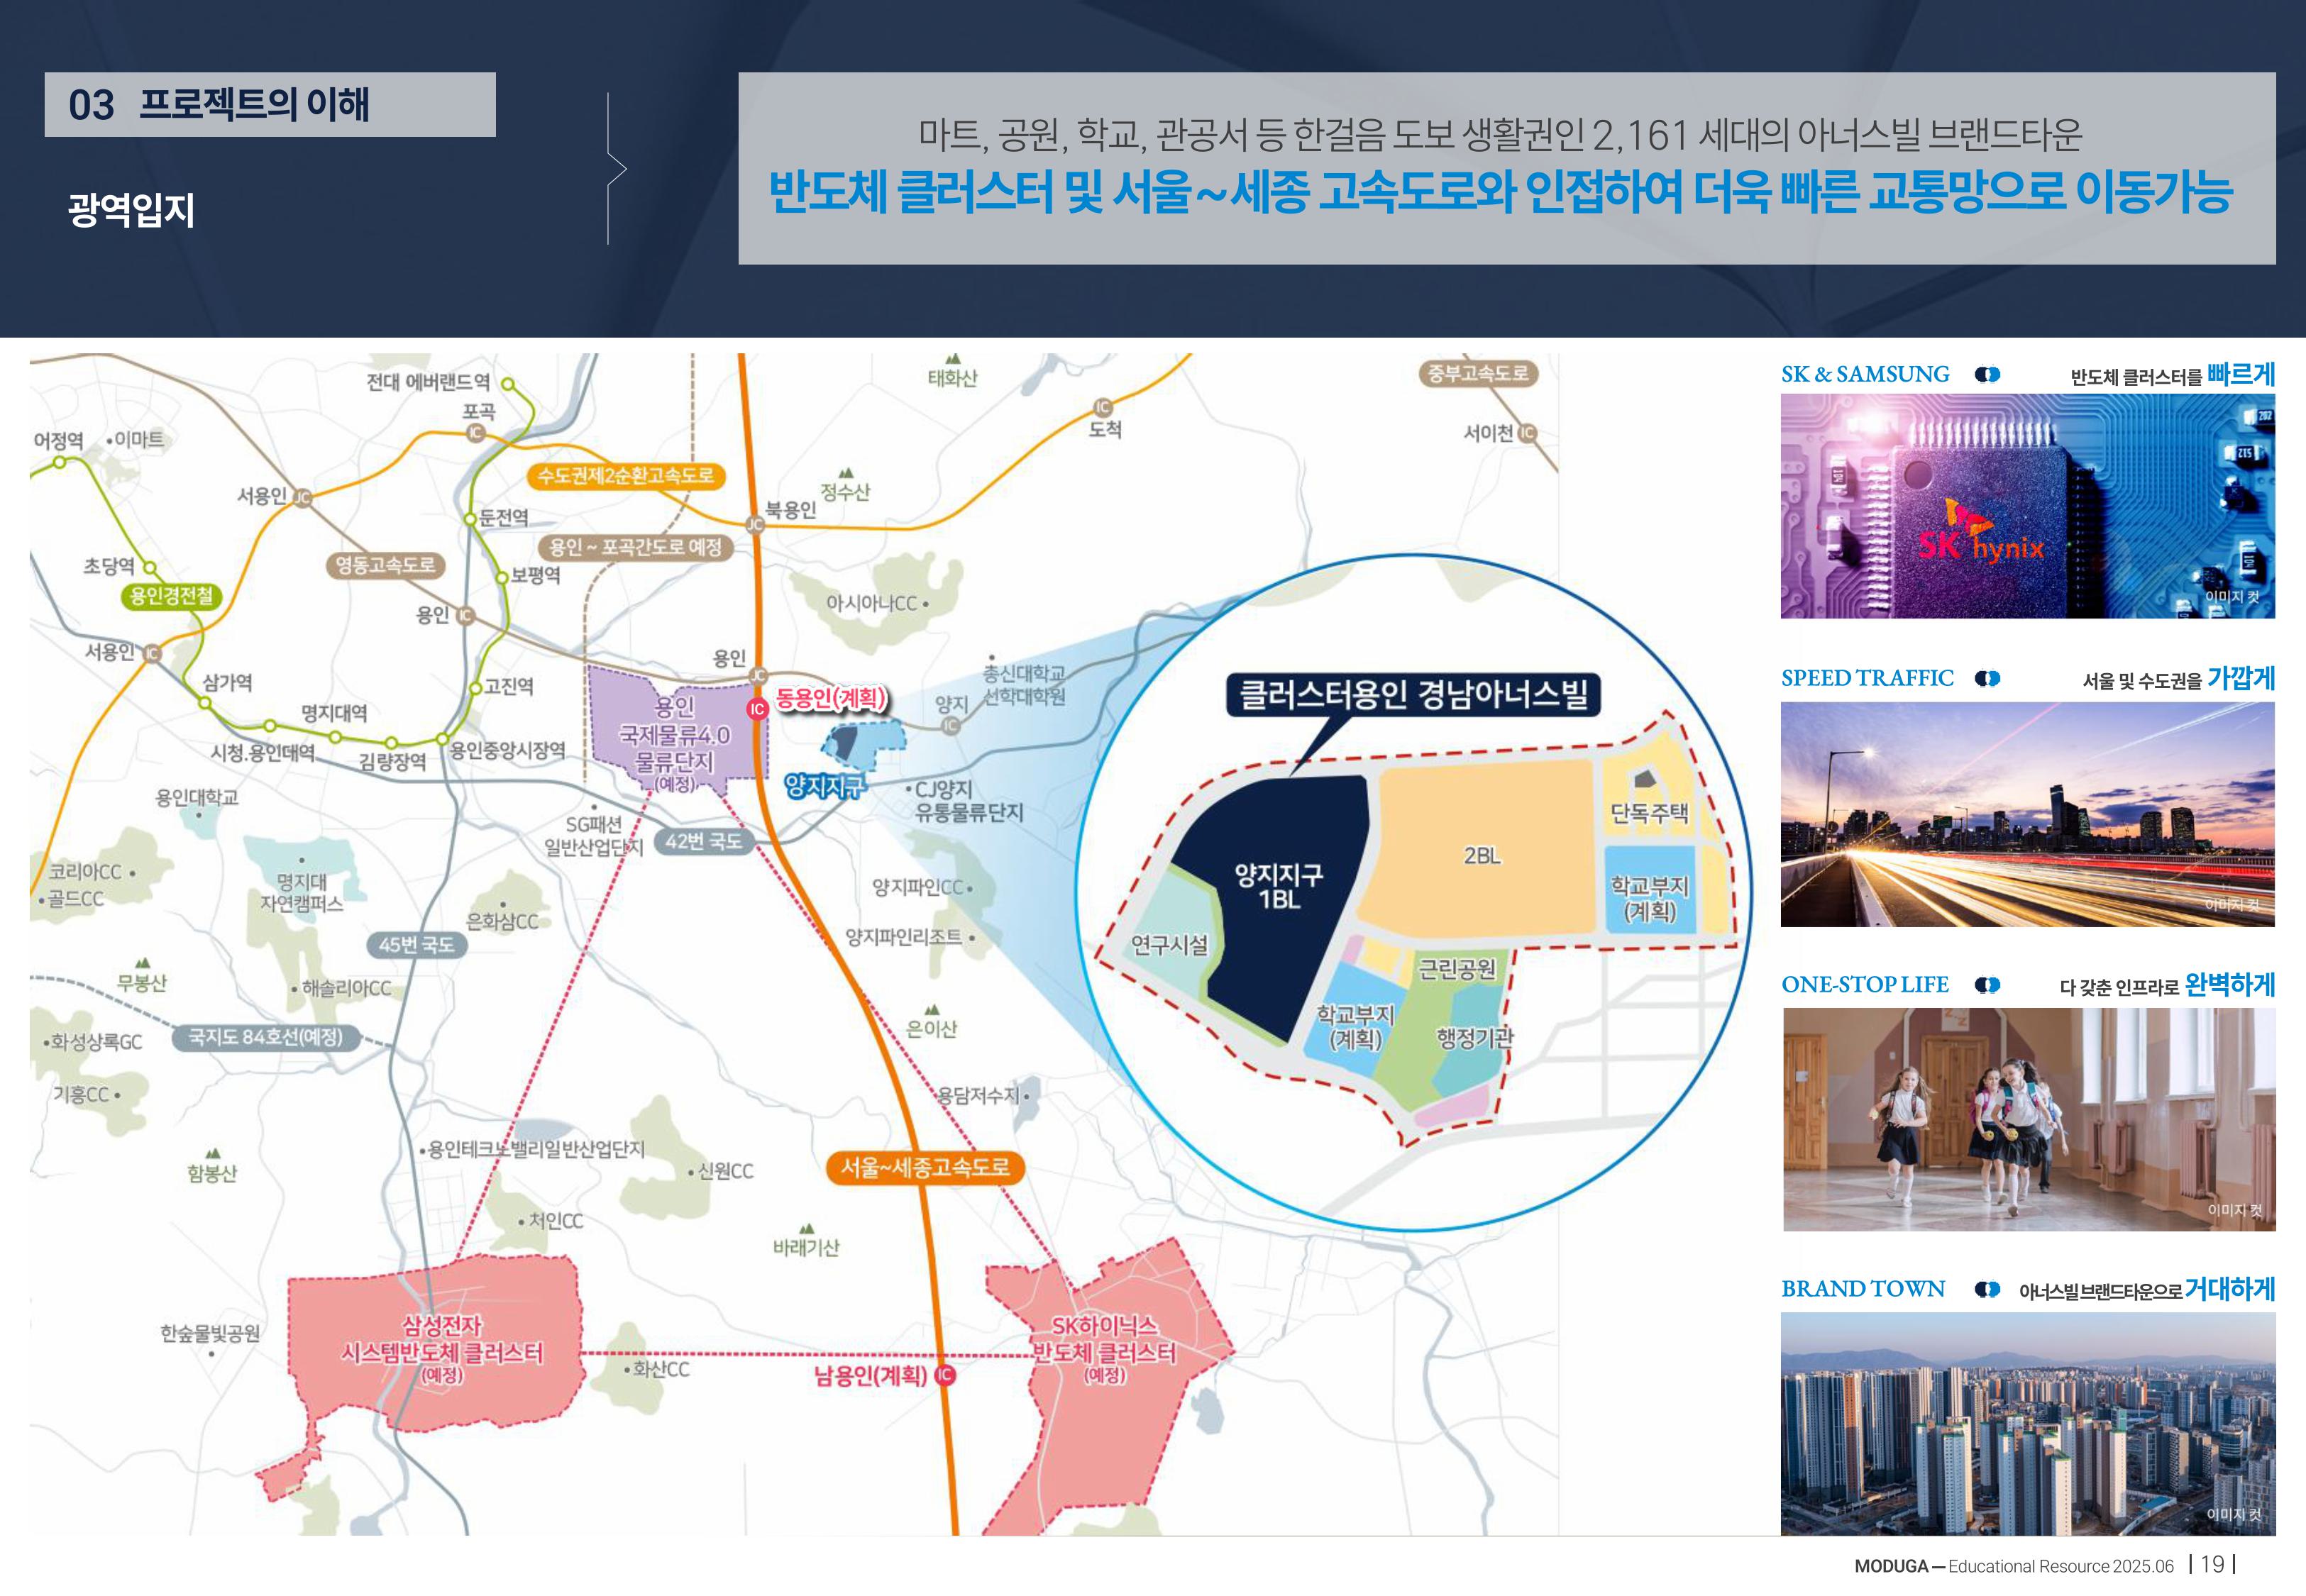 03 프로젝트의 이해
광역입지
마트, 공원, 학교, 관공서 등 한걸음 도보 생활권인 2,161 세대의 아너스빌 브랜드타운
반도체 클러스터 및 서울~세종 고속도로와 인접하여 더욱 빠른 교통망으로 이동가능
전대 에버랜드역
포곡
IC
어정역
이마트
서용인
JC
수도권제2순환고속도로
태화산
IC
도척
중부고속도로
서이천
IC
정수산
북용인
JC
둔전역
용인 ~ 포곡간도로 예정
영동고속도로
초당역
용인경전철
보평역
용인
IC
아시아나CC
서용인
IC
삼가역
고진역
명지대역
시청.용인대역
김량장역
용인중앙시장역
용인
JC
IC
동용인(계획)
용인
국제물류4.0
물류단지
(예정)
양지지구
양지
IC
총신대학교
선학대학원
CJ양지
유통물류단지
용인대학교
SG패션
일반산업단지
42번 국도
코리아CC
골드CC
명지대
자연캠퍼스
은화삼CC
양지파인CC
양지파인리조트
45번 국도
무봉산
해솔리아CC
화성상록GC
국지도 84호선(예정)
기흥CC
은이산
용담저수지
함봉산
용인테크노밸리일반산업단지
신원CC
서울~세종고속도로
처인CC
바래기산
한숲물빛공원
삼성전자
시스템반도체 클러스터
(예정)
화산CC
남용인(계획)
IC
SK하이닉스
반도체 클러스터
(예정)
클러스터용인 경남아너스빌
양지지구
1BL
2BL
단독주택
학교부지
(계획)
연구시설
근린공원
학교부지
(계획)
행정기관
SK & SAMSUNG
반도체 클러스터를 빠르게
SK hynix
202
215
이미지 컷
SPEED TRAFFIC
서울 및 수도권을 가깝게
이미지 컷
ONE-STOP LIFE
다 갖춘 인프라로 완벽하게
이미지 컷
BRAND TOWN
아너스빌 브랜드타운으로 거대하게
이미지 컷
MODUGA — Educational Resource 2025.06 | 19 |